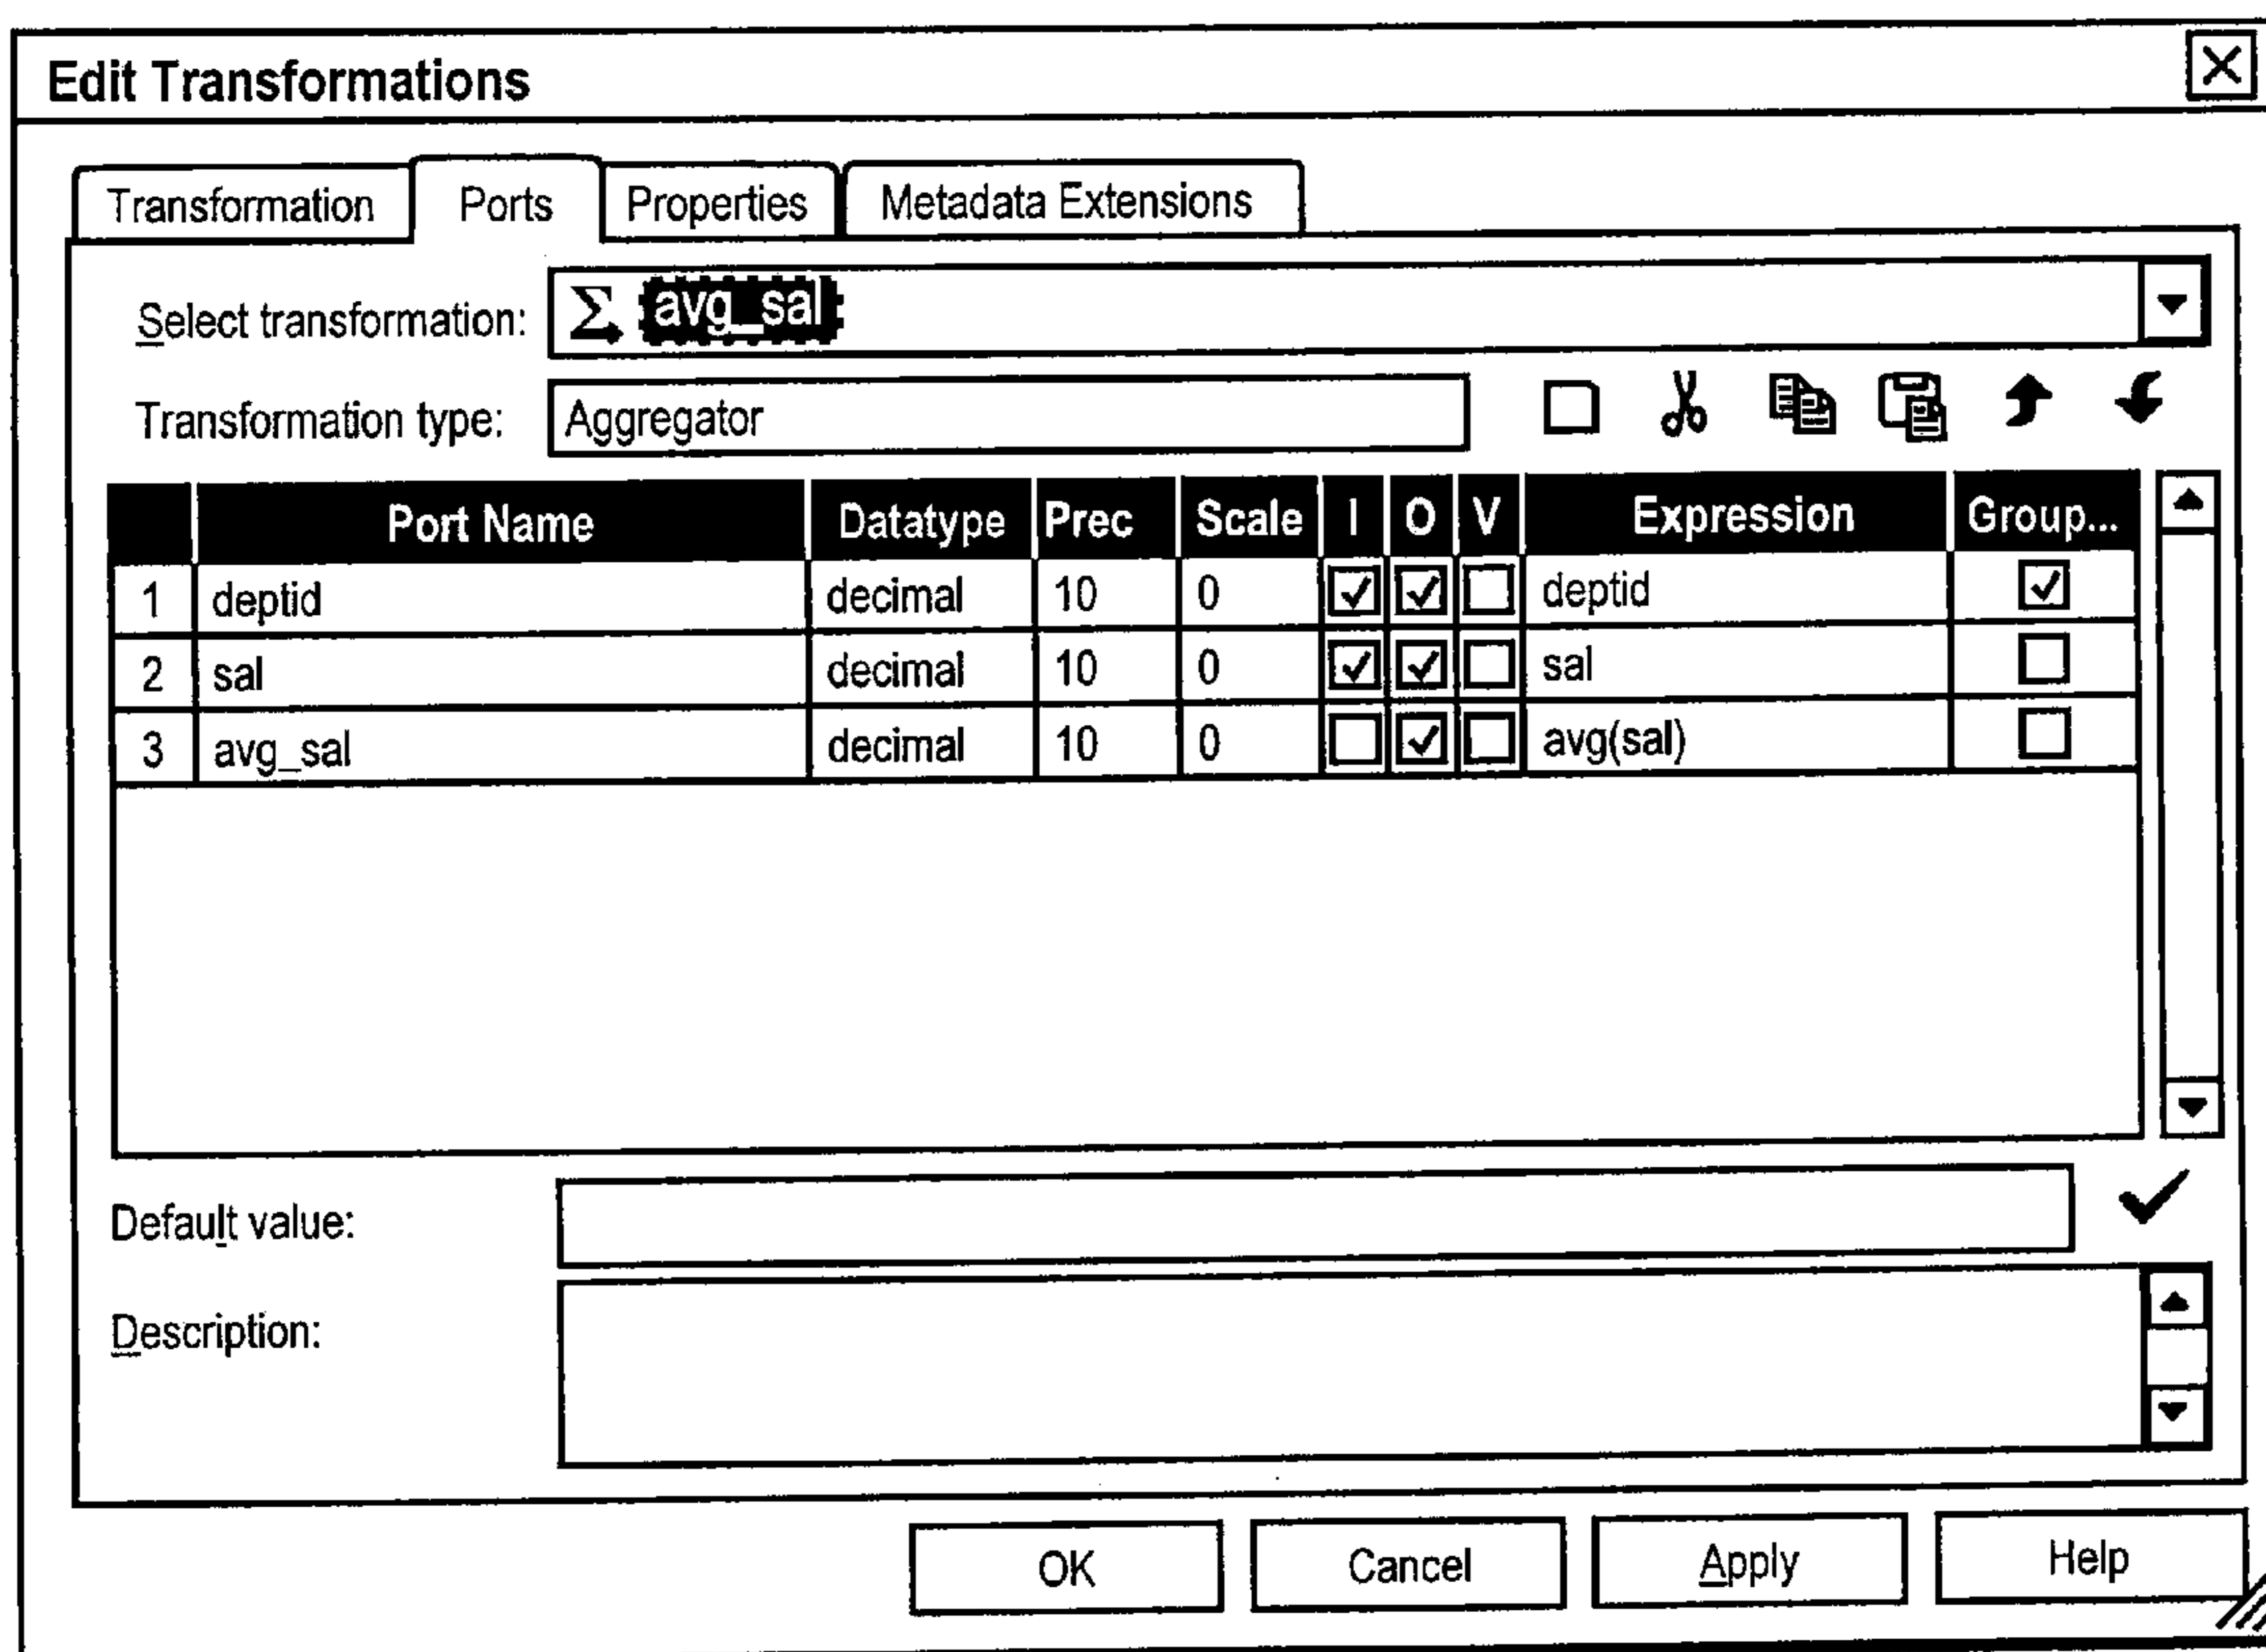 Edit Transformations
Transformation Ports Properties Metadata Extensions
Select transformation: Σ avg_sal
Transformation type: Aggregator
Port Name Datatype Prec Scale I O V Expression Group...
1 deptid decimal 10 0 deptid
2 sal decimal 10 0 sal
3 avg_sal decimal 10 0 avg(sal)
Default value:
Description:
OK Cancel Apply Help